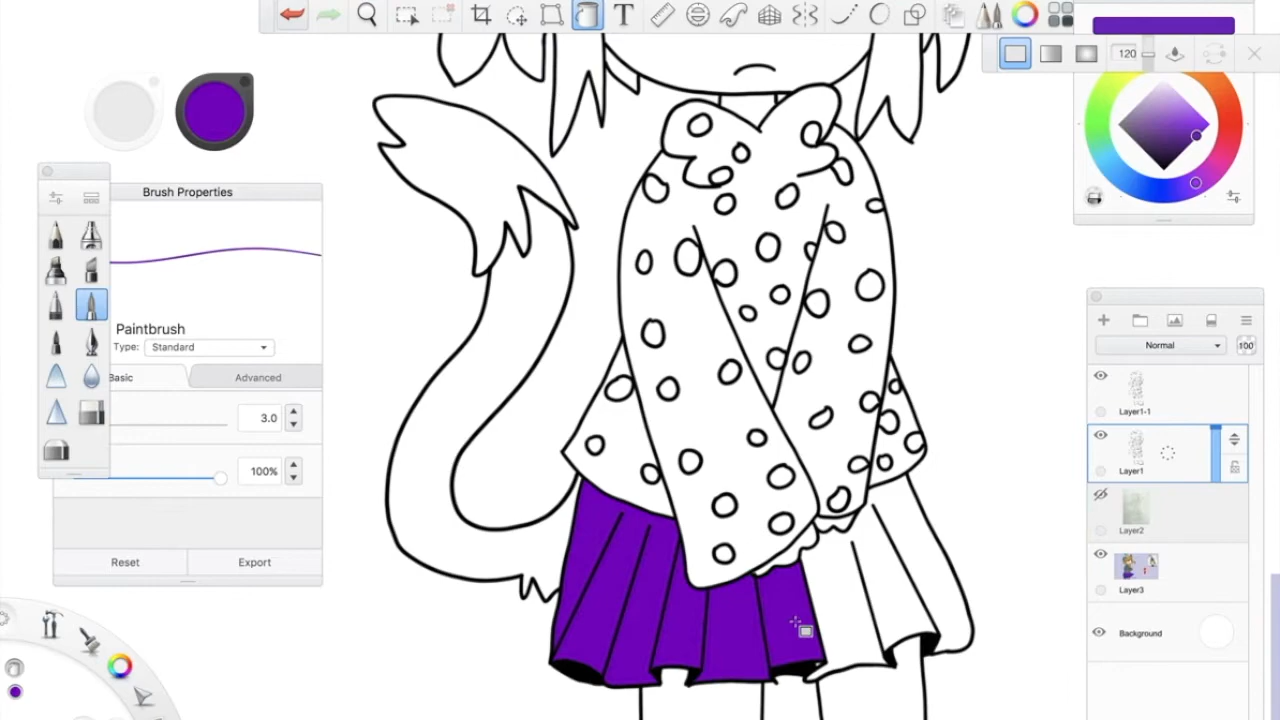 T
120
Brush Properties
Paintbrush
Type: Standard
Basic
Advanced
3.0
100%
Reset
Export
Normal
100
Layer1-1
Layer1
Layer2
Layer3
Background